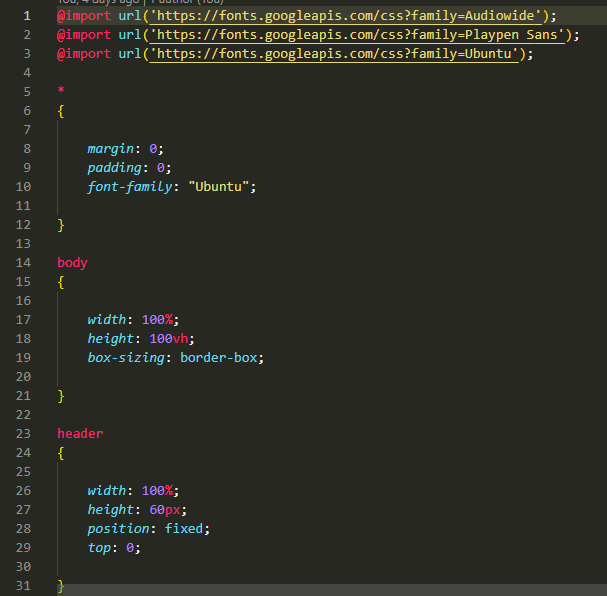 You, 4 days ago | 1 author (You)
1 @import url('https://fonts.googleapis.com/css?family=Audiowide');
2 @import url('https://fonts.googleapis.com/css?family=Playpen Sans');
3 @import url('https://fonts.googleapis.com/css?family=Ubuntu');
4
5 *
6 {
7
8 margin: 0;
9 padding: 0;
10 font-family: "Ubuntu";
11
12 }
13
14 body
15 {
16
17 width: 100%;
18 height: 100vh;
19 box-sizing: border-box;
20
21 }
22
23 header
24 {
25
26 width: 100%;
27 height: 60px;
28 position: fixed;
29 top: 0;
30
31 }